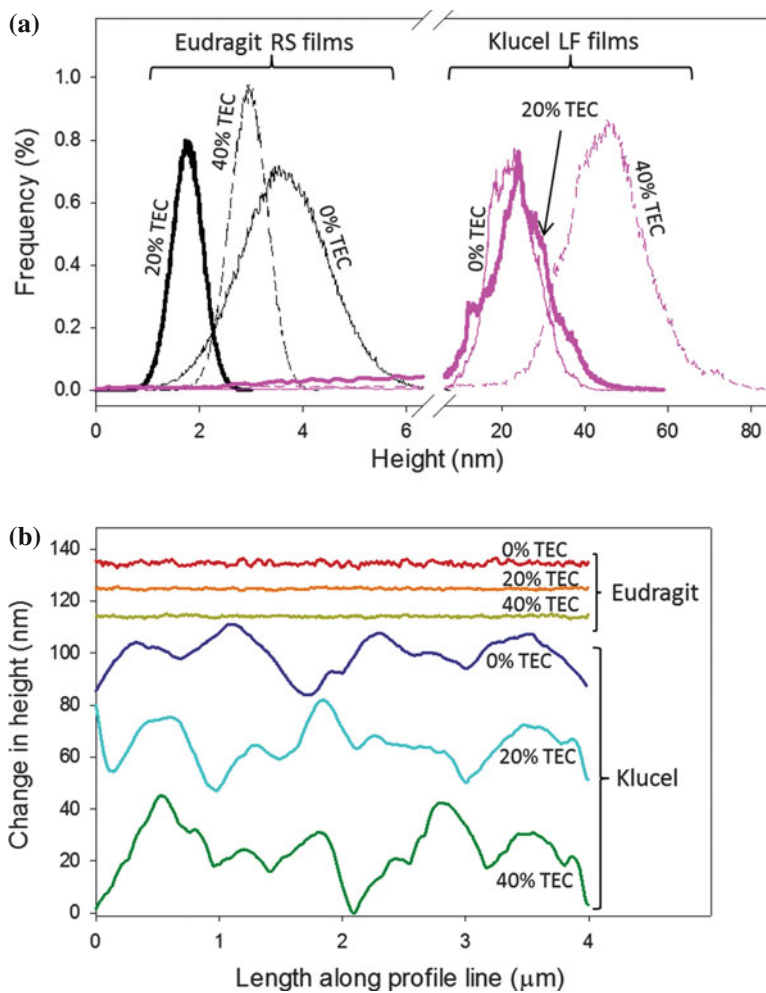 (a)
Eudragit RS films
Klucel LF films
Frequency (%)
1.0
0.8
0.6
0.4
0.2
0.0
20% TEC
40% TEC
0% TEC
0% TEC
20% TEC
40% TEC
0 2 4 6 20 40 60 80
Height (nm)
(b)
Change in height (nm)
140
120
100
80
60
40
20
0
0% TEC
20% TEC
40% TEC
Eudragit
0% TEC
20% TEC
40% TEC
Klucel
0 1 2 3 4
Length along profile line (μm)